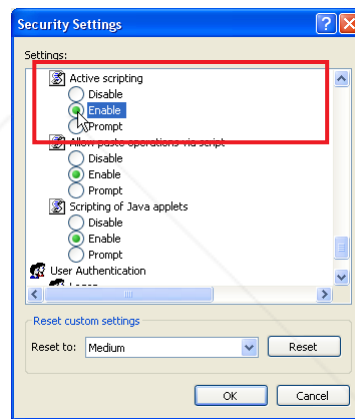 Security Settings
Settings:
Active scripting
Disable
Enable
Prompt
Allow paste operations via script
Disable
Enable
Prompt
Scripting of Java applets
Disable
Enable
Prompt
User Authentication
Logon
Reset custom settings
Reset to: Medium Reset
OK Cancel